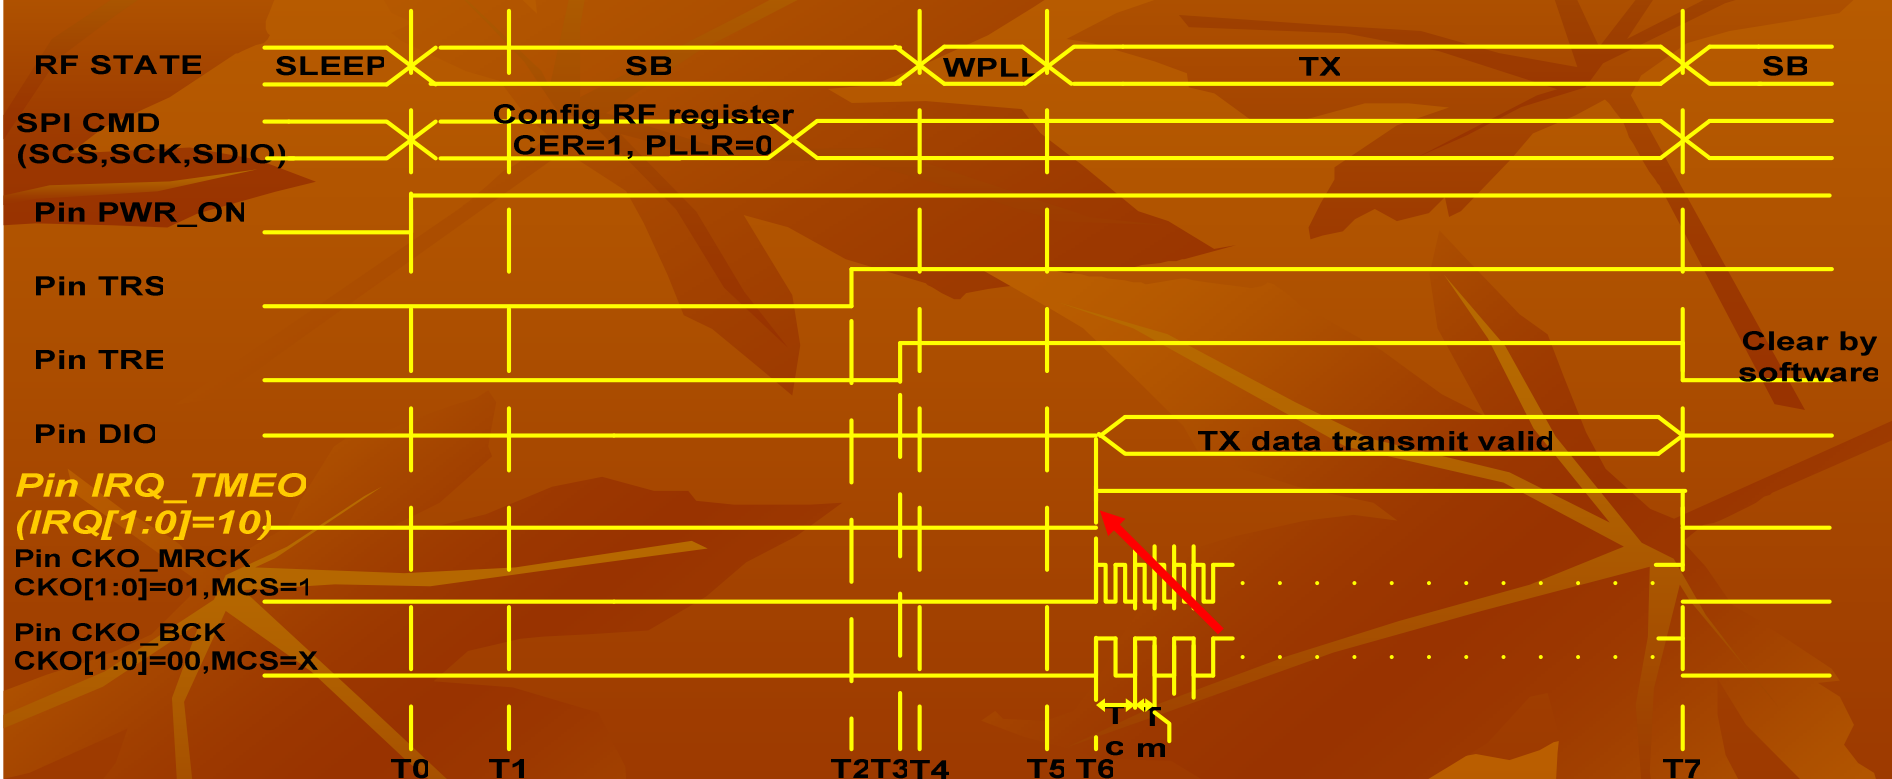 RF STATE SLEEP SB WPLL TX SB
SPI CMD
(SCS,SCK,SDIO)
Config RF register
CER=1, PLLR=0
Pin PWR_ON
Pin TRS
Pin TRE
Clear by
software
Pin DIO
TX data transmit valid
Pin IRQ_TMEO
(IRQ[1:0]=10)
Pin CKO_MRCK
CKO[1:0]=01,MCS=1
Pin CKO_BCK
CKO[1:0]=00,MCS=X
T T
c m
T0 T1 T2 T3 T4 T5 T6 T7